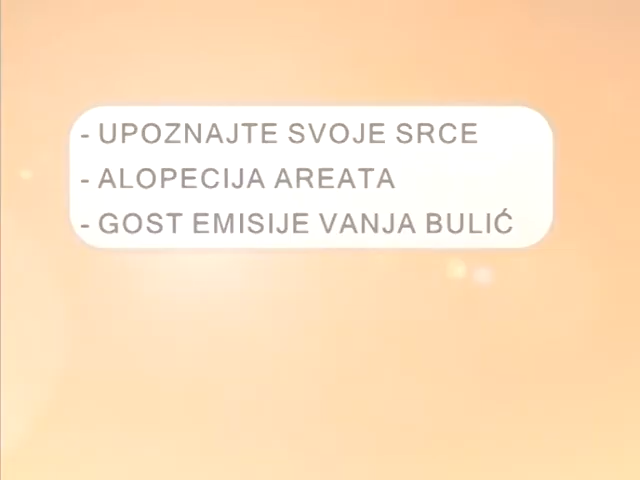 - UPOZNAJTE SVOJE SRCE
- ALOPECIJA AREATA
- GOST EMISIJE VANJA BULIĆ